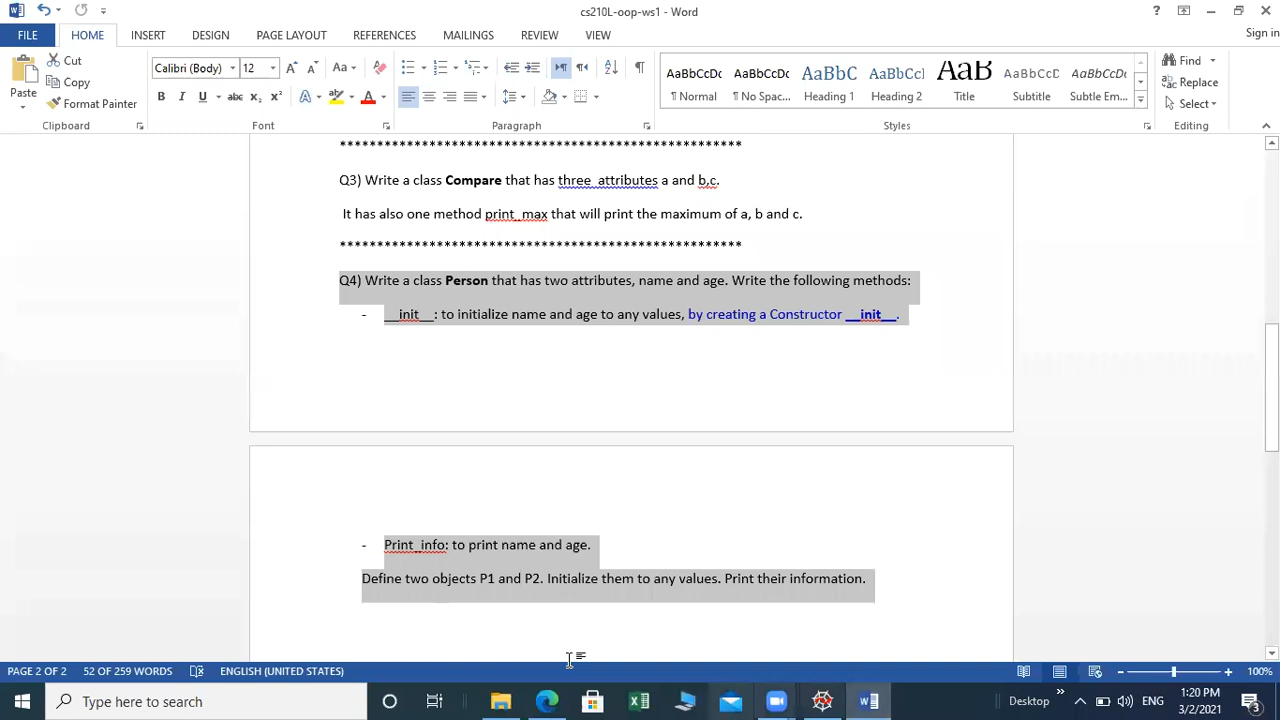 cs210L-oop-ws1 - Word
?
FILE HOME INSERT DESIGN PAGE LAYOUT REFERENCES MAILINGS REVIEW VIEW Sign in
Paste Cut Copy Format Painter
Clipboard
Calibri (Body) 12 Aa
B I U abc x₂ x² A A
Font
Paragraph
AaBbCcDc AaBbCcDc AaBbC AaBbCcD AaB AaBbCcD AaBbCcD
¶ Normal ¶ No Spac... Heading 1 Heading 2 Title Subtitle Subtle Em...
Styles
Find
Replace
Select
Editing
******************************************************
Q3) Write a class Compare that has three attributes a and b,c.
It has also one method print_max that will print the maximum of a, b and c.
******************************************************
Q4) Write a class Person that has two attributes, name and age. Write the following methods:
- __init__: to initialize name and age to any values, by creating a Constructor __init__.
- Print_info: to print name and age.
Define two objects P1 and P2. Initialize them to any values. Print their information.
PAGE 2 OF 2 52 OF 259 WORDS ENGLISH (UNITED STATES) 100%
Type here to search
Desktop » ENG 1:20 PM
3/2/2021 3